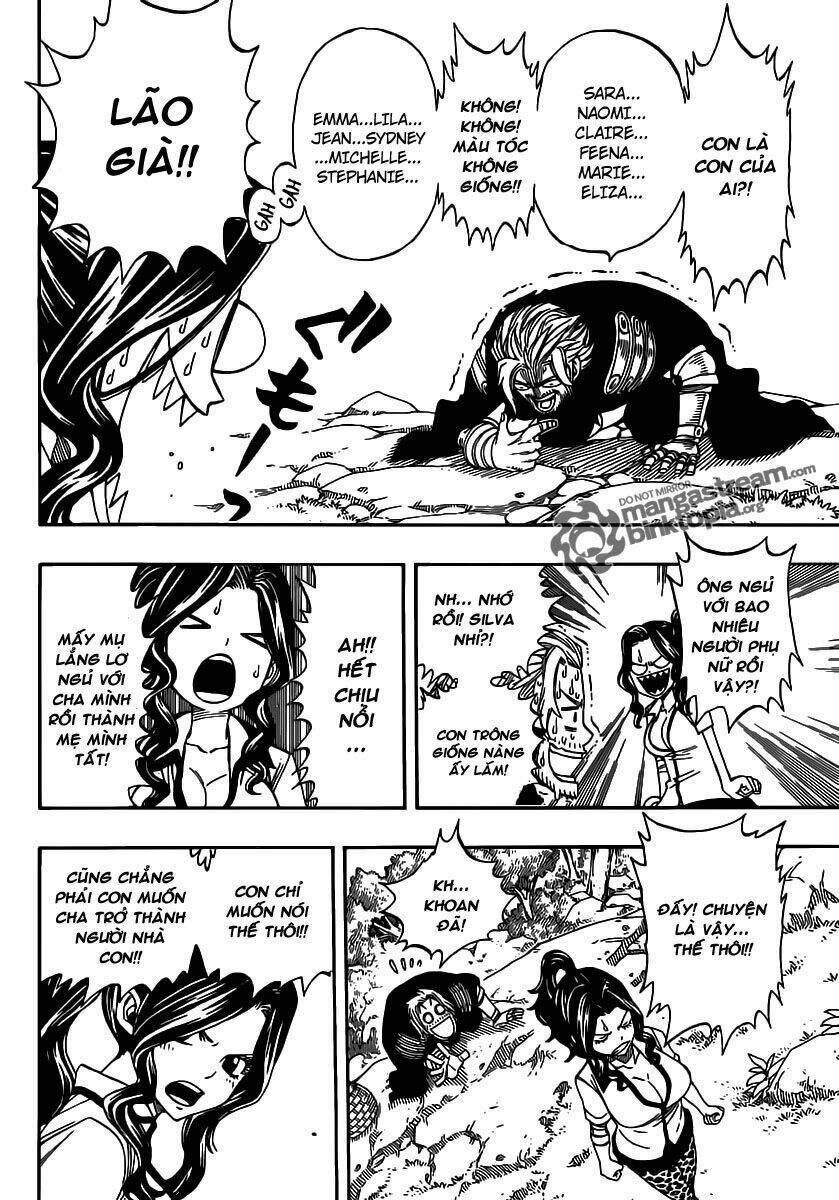 CON LÀ
CON CỦA
AI?!
SARA...
NAOMI...
CLAIRE...
FEENA...
MARIE...
ELIZA...
KHÔNG!
KHÔNG!
MÀU TÓC
KHÔNG
GIỐNG!!
EMMA...LILA...
JEAN...SYDNEY
...MICHELLE...
STEPHANIE...
LÃO
GIÀ!!
GAH
GAH
ぐもー
DO NOT MIRROR
mangastream.com
binktopia.org
ÔNG NGỦ
VỚI BAO
NHIÊU
NGƯỜI PHỤ
NỮ RỒI
VẬY?!
NH... NHỚ
RỒI! SILVA
NHÍ?!
CON TRÔNG
GIỐNG NÀNG
ẤY LẮM!
AH!!
HẾT
CHỊU
NỔI
...
MẤY MỤ
LẲNG LƠ
NGỦ VỚI
CHA MÌNH
RỒI THÀNH
MẸ MÌNH
TẤT!
ĐẤY! CHUYỆN
LÀ VẬY...
THẾ THÔI!!
KH...
KHOAN
ĐÃ!
CON CHỈ
MUỐN NÓI
THẾ THÔI!!
CŨNG CHẲNG
PHẢI CON MUỐN
CHA TRỞ THÀNH
NGƯỜI NHÀ
CON!!